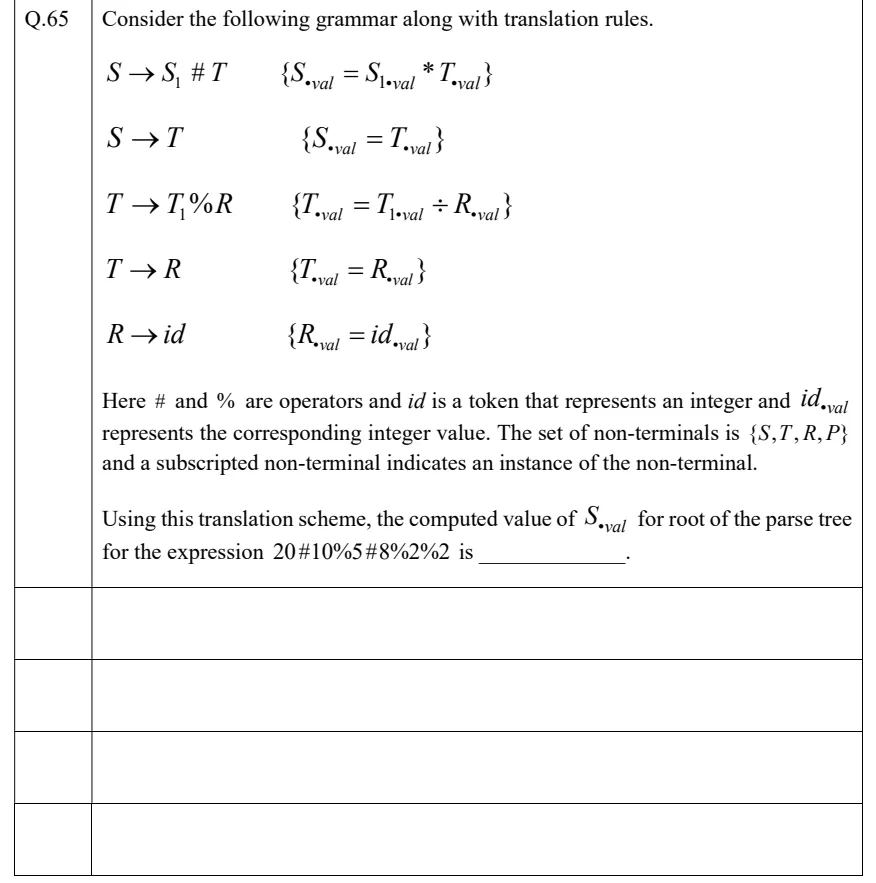 Q.65 Consider the following grammar along with translation rules.
S → S₁ # T {S•val = S₁•val * T•val}
S → T {S•val = T•val}
T → T₁%R {T•val = T₁•val ÷ R•val}
T → R {T•val = R•val}
R → id {R•val = id•val}
Here # and % are operators and id is a token that represents an integer and id•val
represents the corresponding integer value. The set of non-terminals is {S, T, R, P}
and a subscripted non-terminal indicates an instance of the non-terminal.
Using this translation scheme, the computed value of S•val for root of the parse tree
for the expression 20#10%5#8%2%2 is _____________.